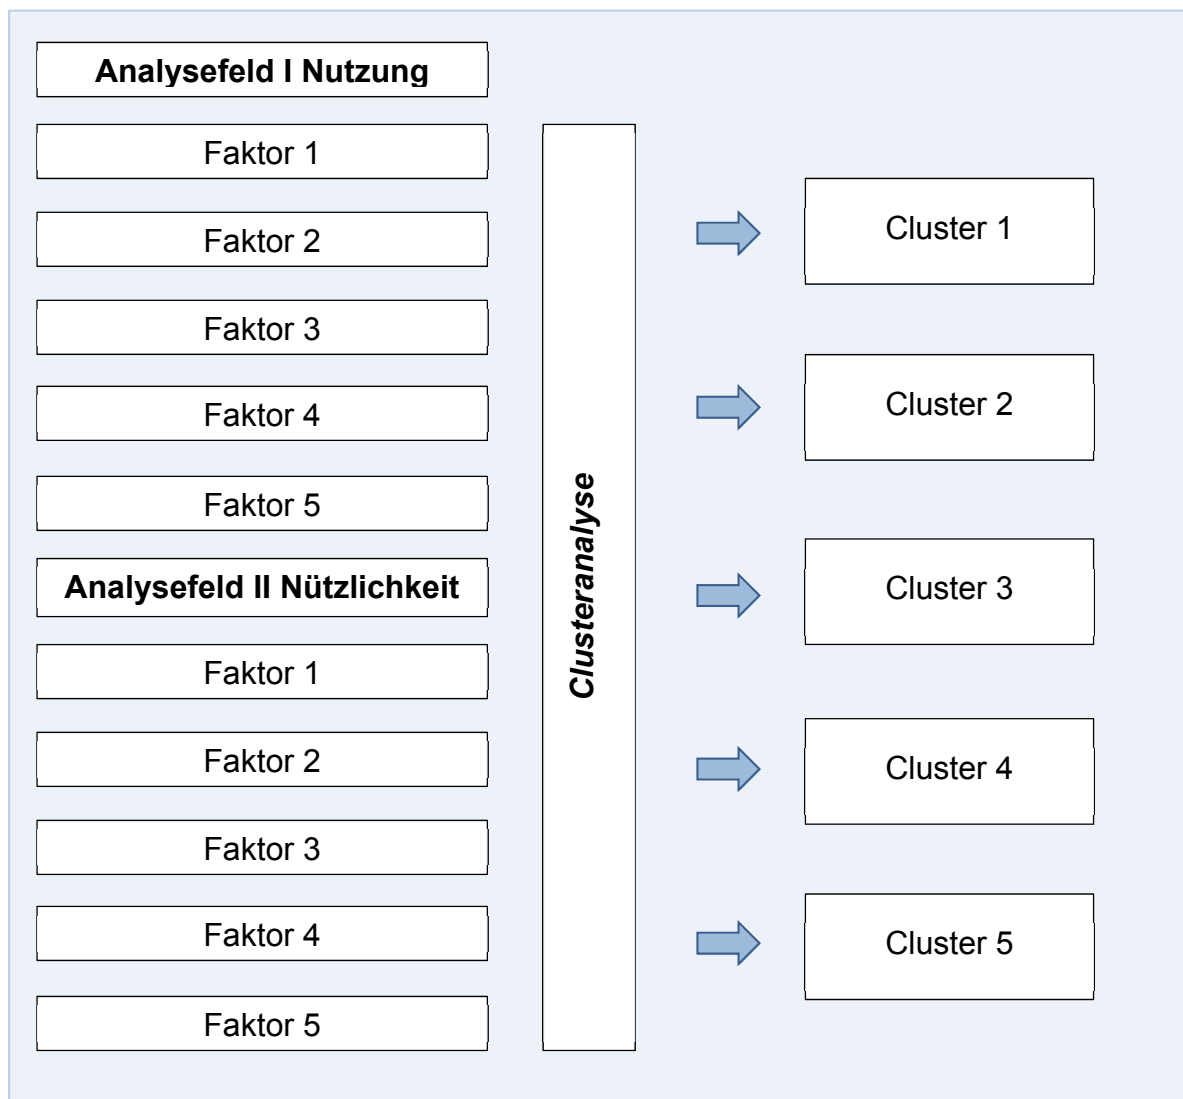 Analysefeld I Nutzung
Faktor 1
Faktor 2
Faktor 3
Faktor 4
Faktor 5
Analysefeld II Nützlichkeit
Faktor 1
Faktor 2
Faktor 3
Faktor 4
Faktor 5
Clusteranalyse
Cluster 1
Cluster 2
Cluster 3
Cluster 4
Cluster 5